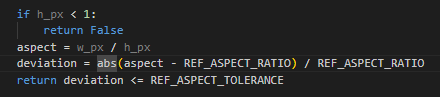 if h_px < 1:
    return False
aspect = w_px / h_px
deviation = abs(aspect - REF_ASPECT_RATIO) / REF_ASPECT_RATIO
return deviation <= REF_ASPECT_TOLERANCE